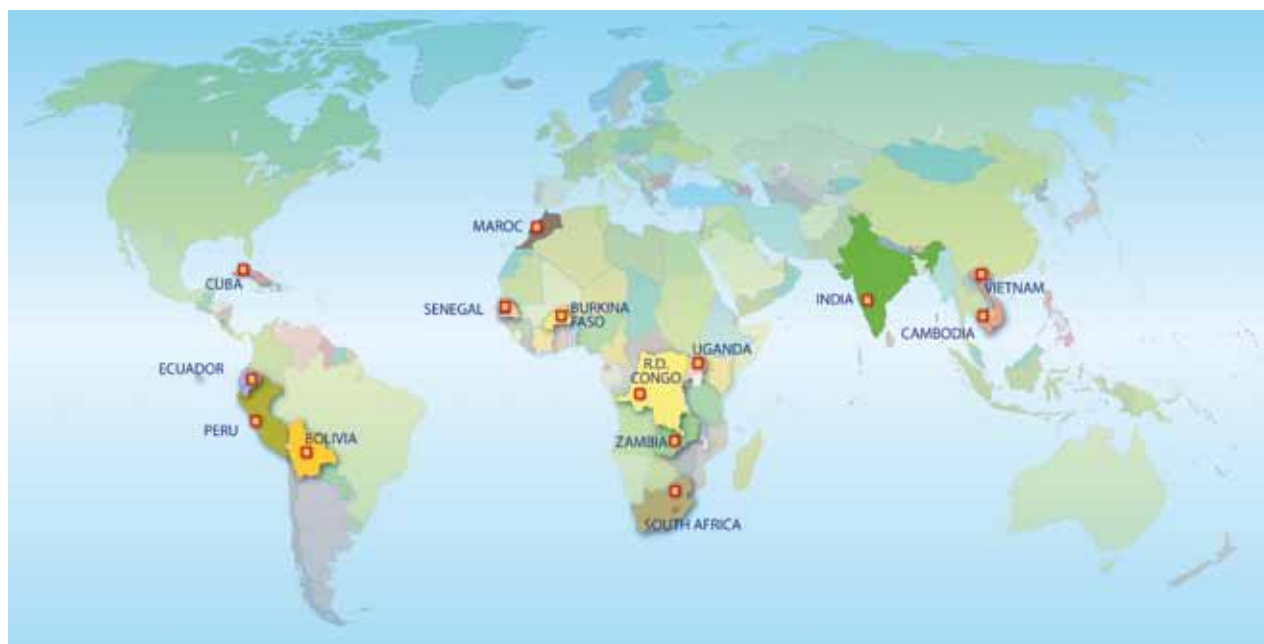 MAROC
CUBA
SENEGAL
BURKINA
FASO
INDIA
VIETNAM
CAMBODIA
ECUADOR
UGANDA
R.D.
CONGO
PERU
BOLIVIA
ZAMBIA
SOUTH AFRICA